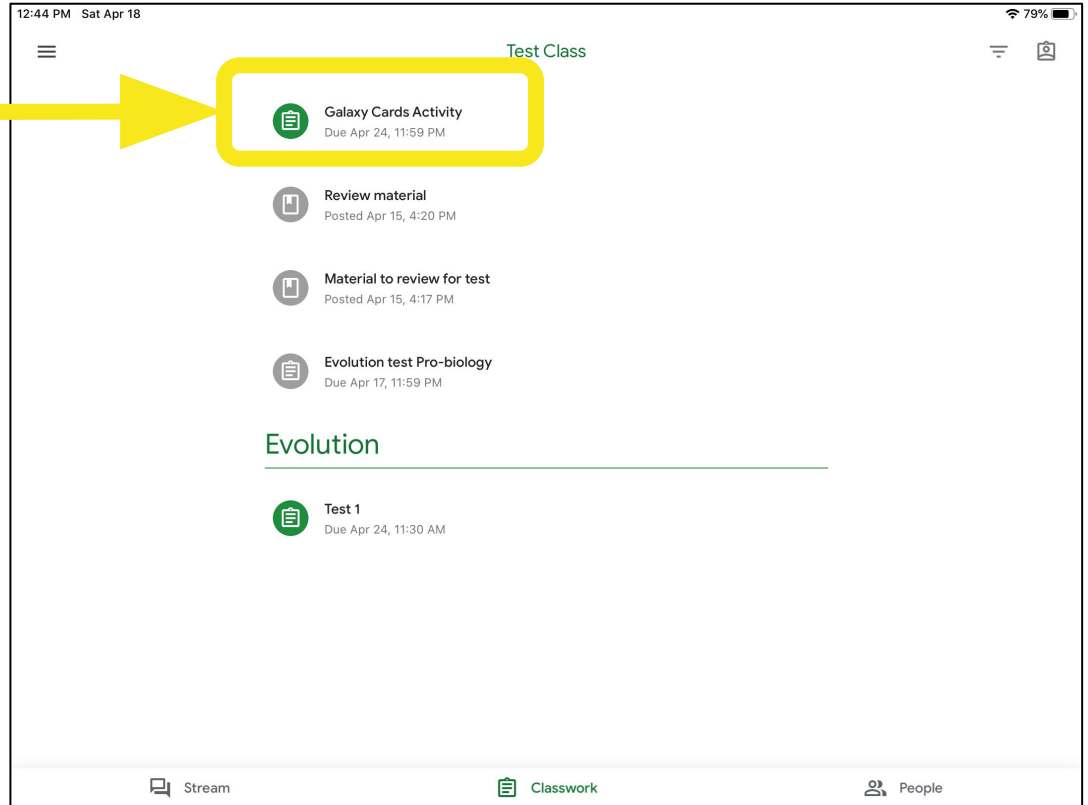 12:44 PM Sat Apr 18 79%
Test Class
Galaxy Cards Activity
Due Apr 24, 11:59 PM
Review material
Posted Apr 15, 4:20 PM
Material to review for test
Posted Apr 15, 4:17 PM
Evolution test Pro-biology
Due Apr 17, 11:59 PM
Evolution
Test 1
Due Apr 24, 11:30 AM
Stream Classwork People